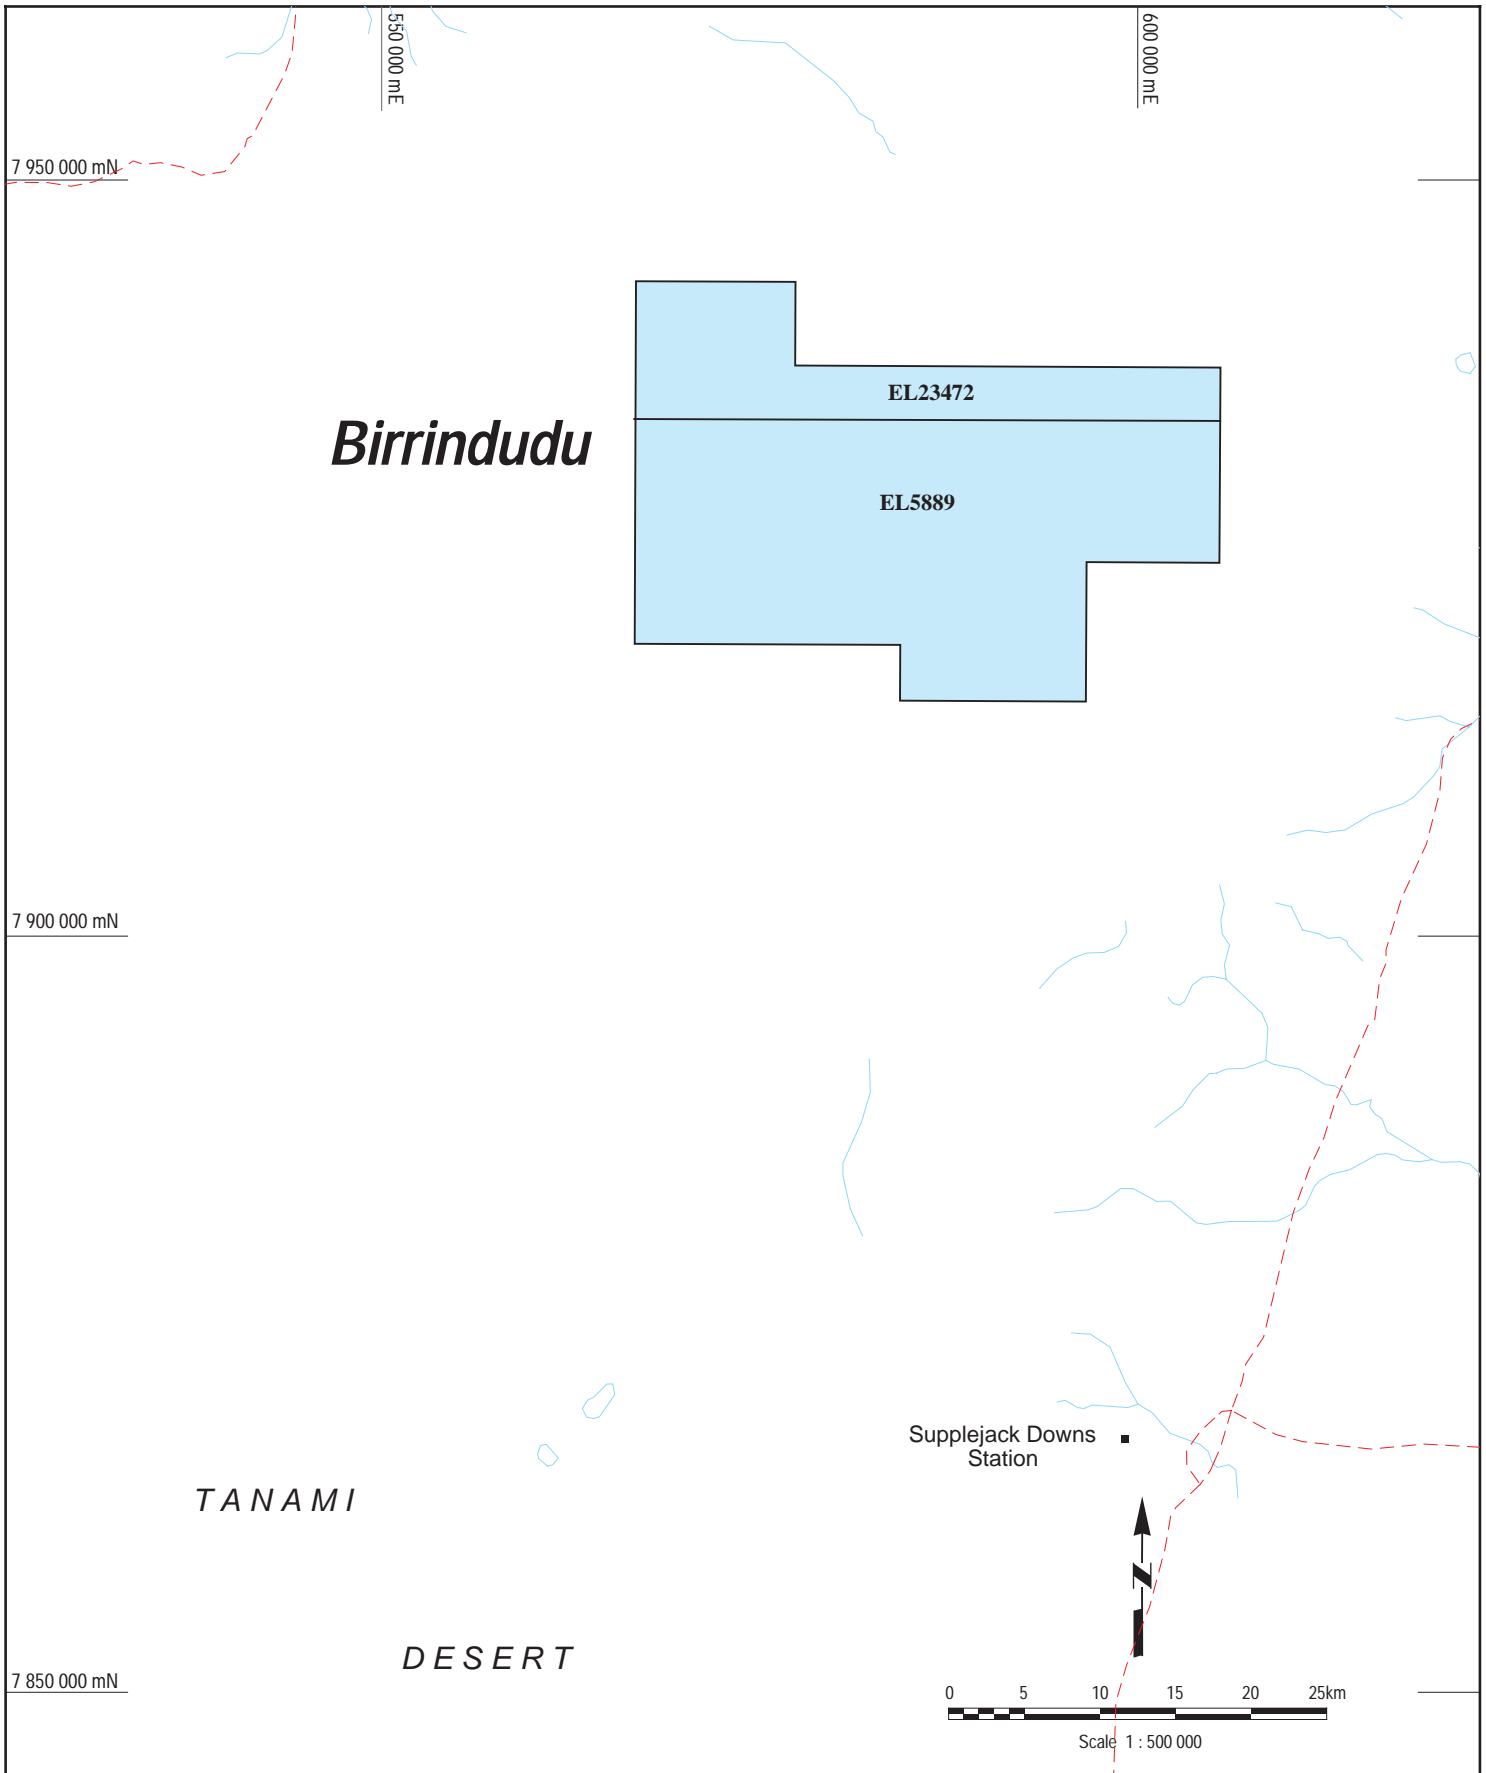 550 000 mE
600 000 mE
7 950 000 mN
EL23472
Birrindudu
EL5889
7 900 000 mN
Supplejack Downs
Station
TANAMI
N
DESERT
7 850 000 mN
0 5 10 15 20 25km
Scale 1 : 500 000